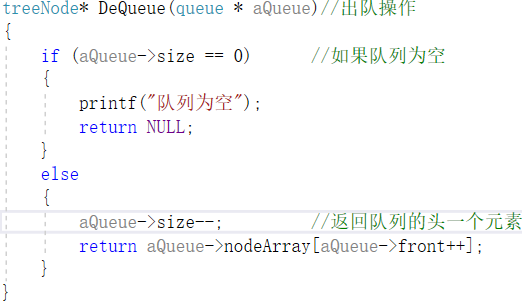 treeNode* DeQueue(queue * aQueue)//出队操作
{
    if (aQueue->size == 0)      //如果队列为空
    {
        printf("队列为空");
        return NULL;
    }
    else
    {
        aQueue->size--;         //返回队列的头一个元素
        return aQueue->nodeArray[aQueue->front++];
    }
}